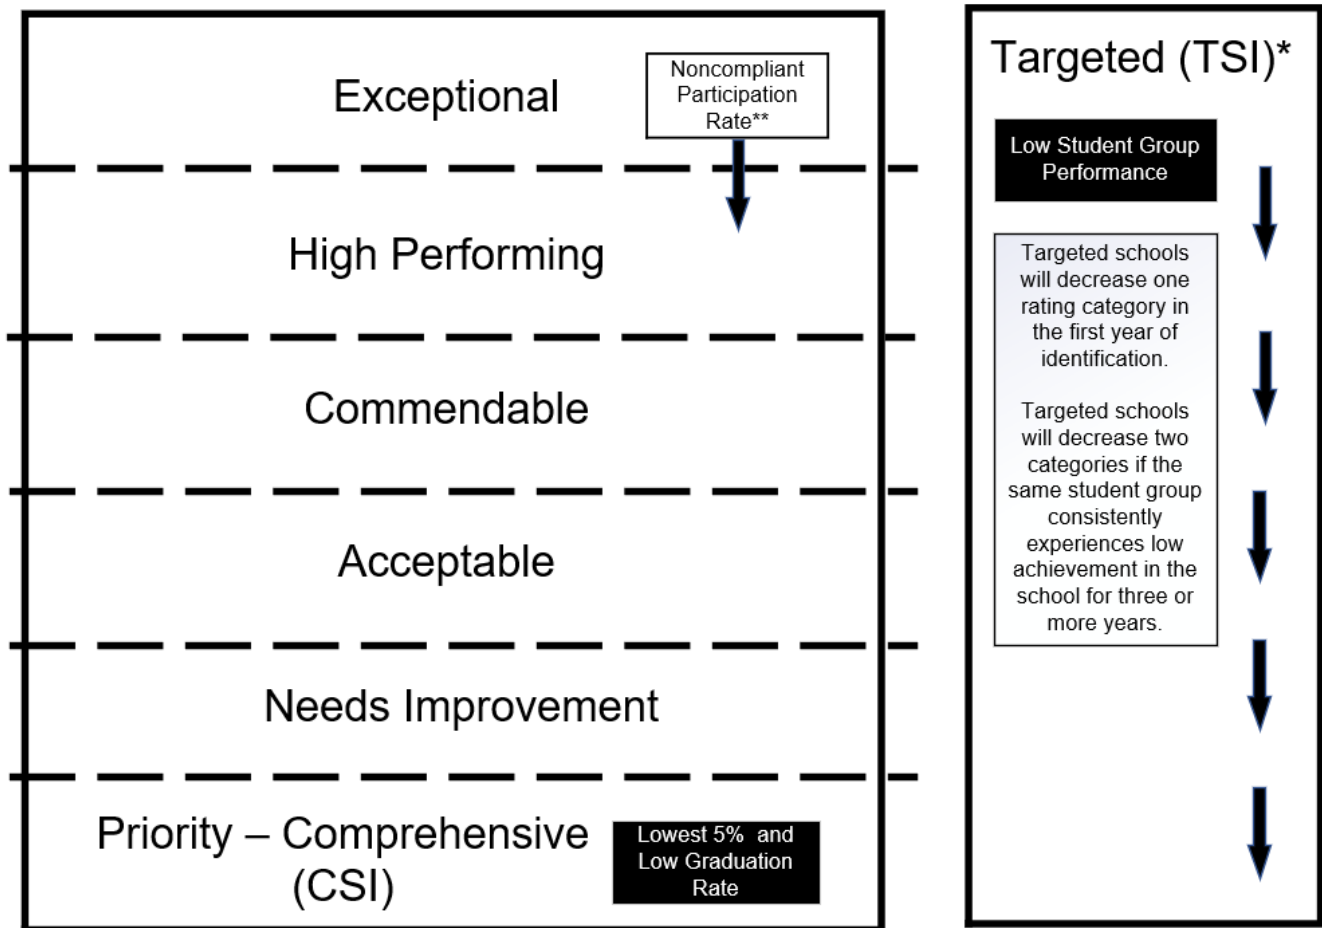 Exceptional
Noncompliant
Participation
Rate**
High Performing
Commendable
Acceptable
Needs Improvement
Priority – Comprehensive
(CSI)
Lowest 5% and
Low Graduation
Rate
Targeted (TSI)*
Low Student Group
Performance
Targeted schools
will decrease one
rating category in
the first year of
identification.
Targeted schools
will decrease two
categories if the
same student group
consistently
experiences low
achievement in the
school for three or
more years.